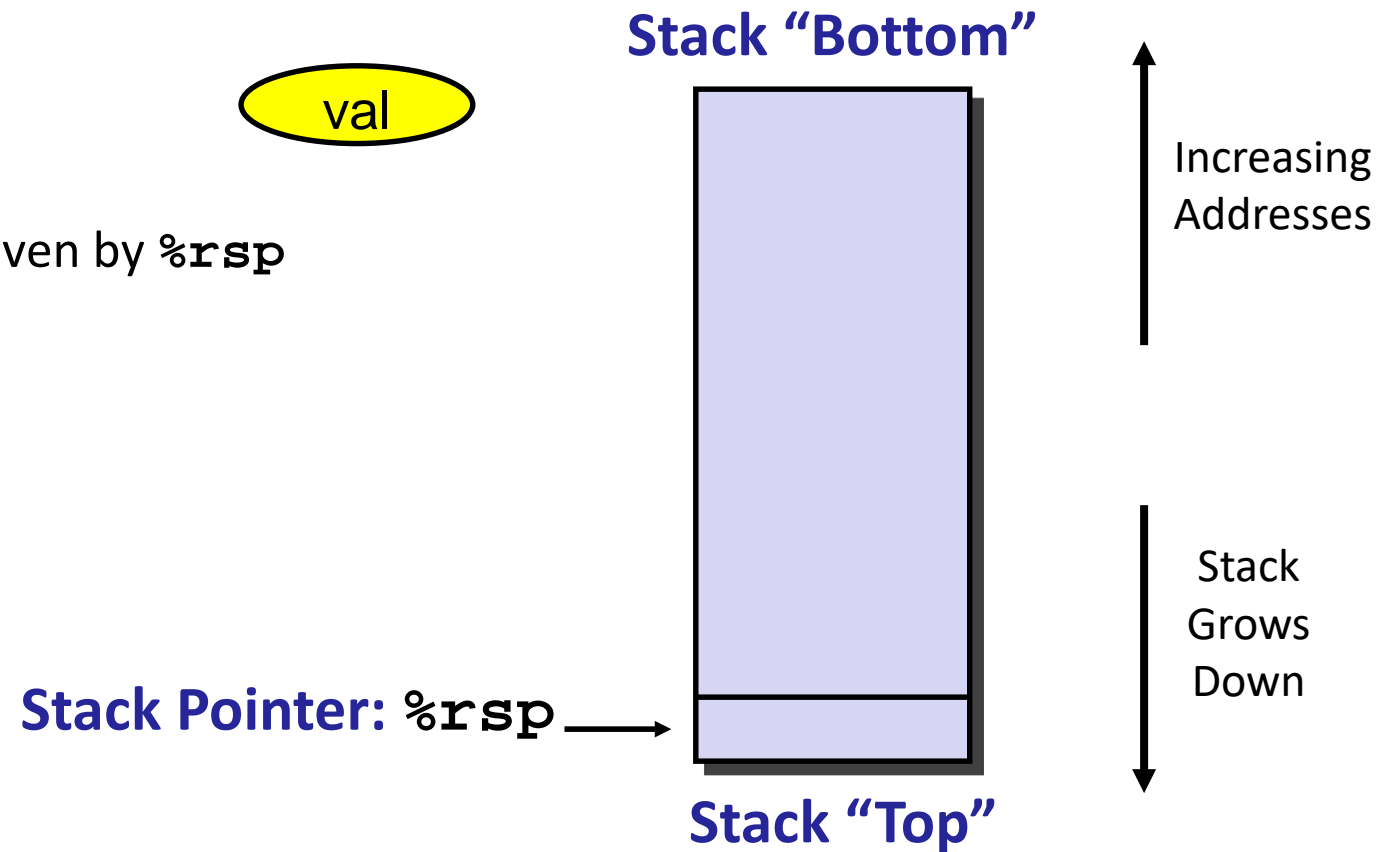 Stack “Bottom”
val
Increasing
Addresses
ven by %rsp
Stack
Grows
Down
Stack Pointer: %rsp
Stack “Top”